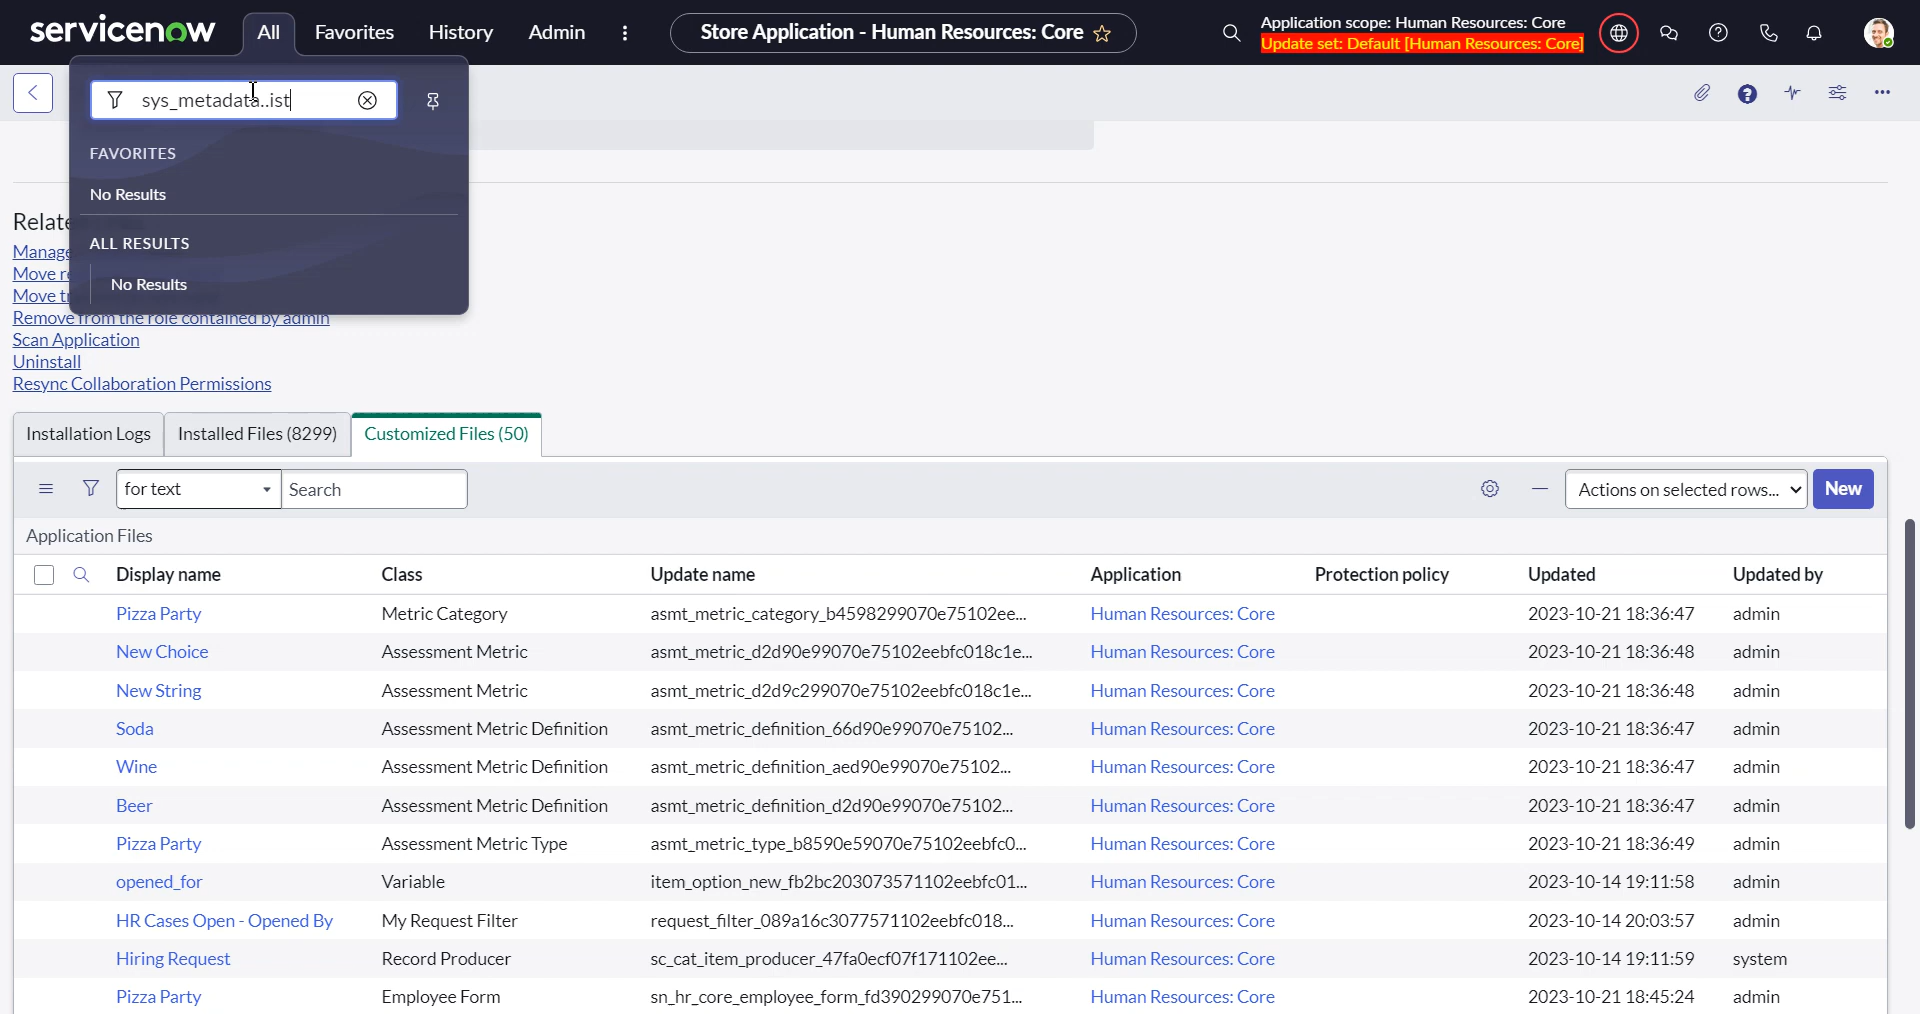 servicenow
All
Favorites
History
Admin
Store Application - Human Resources: Core
Application scope: Human Resources: Core
Update set: Default [Human Resources: Core]
sys_metadata..ist
FAVORITES
No Results
ALL RESULTS
No Results
Relate
Manage
Move re
Move tr
Remove from the role contained by admin
Scan Application
Uninstall
Resync Collaboration Permissions
Installation Logs
Installed Files (8299)
Customized Files (50)
for text
Search
Actions on selected rows...
New
Application Files
Display name Class Update name Application Protection policy Updated Updated by
Pizza Party Metric Category asmt_metric_category_b4598299070e75102ee... Human Resources: Core 2023-10-21 18:36:47 admin
New Choice Assessment Metric asmt_metric_d2d90e99070e75102eebfc018c1e... Human Resources: Core 2023-10-21 18:36:48 admin
New String Assessment Metric asmt_metric_d2d9c299070e75102eebfc018c1e... Human Resources: Core 2023-10-21 18:36:48 admin
Soda Assessment Metric Definition asmt_metric_definition_66d90e99070e75102... Human Resources: Core 2023-10-21 18:36:47 admin
Wine Assessment Metric Definition asmt_metric_definition_aed90e99070e75102... Human Resources: Core 2023-10-21 18:36:47 admin
Beer Assessment Metric Definition asmt_metric_definition_d2d90e99070e75102... Human Resources: Core 2023-10-21 18:36:47 admin
Pizza Party Assessment Metric Type asmt_metric_type_b8590e59070e75102eebfc0... Human Resources: Core 2023-10-21 18:36:49 admin
opened_for Variable item_option_new_fb2bc203073571102eebfc01... Human Resources: Core 2023-10-14 19:11:58 admin
HR Cases Open - Opened By My Request Filter request_filter_089a16c3077571102eebfc018... Human Resources: Core 2023-10-14 20:03:57 admin
Hiring Request Record Producer sc_cat_item_producer_47fa0ecf07f171102ee... Human Resources: Core 2023-10-14 19:11:59 system
Pizza Party Employee Form sn_hr_core_employee_form_fd390299070e751... Human Resources: Core 2023-10-21 18:45:24 admin